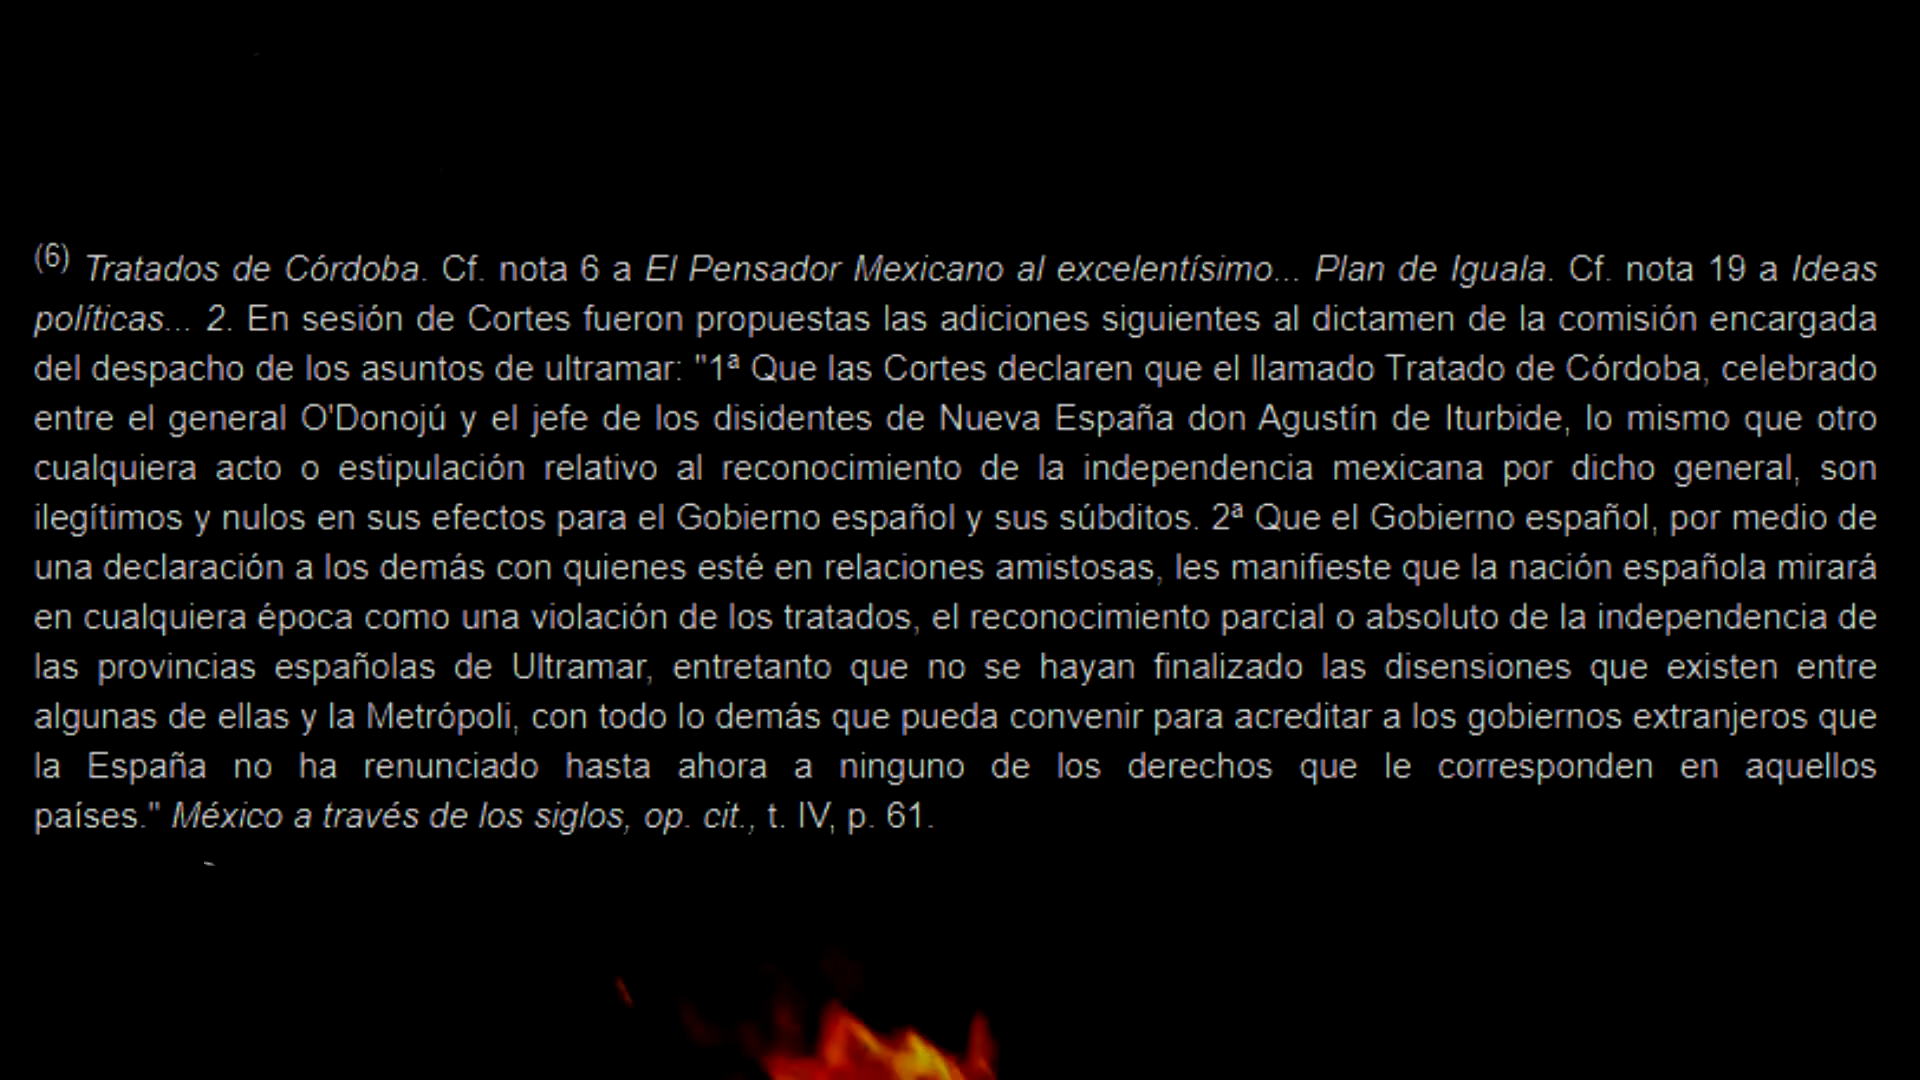 (6) Tratados de Córdoba. Cf. nota 6 a El Pensador Mexicano al excelentísimo... Plan de Iguala. Cf. nota 19 a Ideas
políticas... 2. En sesión de Cortes fueron propuestas las adiciones siguientes al dictamen de la comisión encargada
del despacho de los asuntos de ultramar: "1ª Que las Cortes declaren que el llamado Tratado de Córdoba, celebrado
entre el general O'Donojú y el jefe de los disidentes de Nueva España don Agustín de Iturbide, lo mismo que otro
cualquiera acto o estipulación relativo al reconocimiento de la independencia mexicana por dicho general, son
ilegítimos y nulos en sus efectos para el Gobierno español y sus súbditos. 2ª Que el Gobierno español, por medio de
una declaración a los demás con quienes esté en relaciones amistosas, les manifieste que la nación española mirará
en cualquiera época como una violación de los tratados, el reconocimiento parcial o absoluto de la independencia de
las provincias españolas de Ultramar, entretanto que no se hayan finalizado las disensiones que existen entre
algunas de ellas y la Metrópoli, con todo lo demás que pueda convenir para acreditar a los gobiernos extranjeros que
la España no ha renunciado hasta ahora a ninguno de los derechos que le corresponden en aquellos
países." México a través de los siglos, op. cit., t. IV, p. 61.